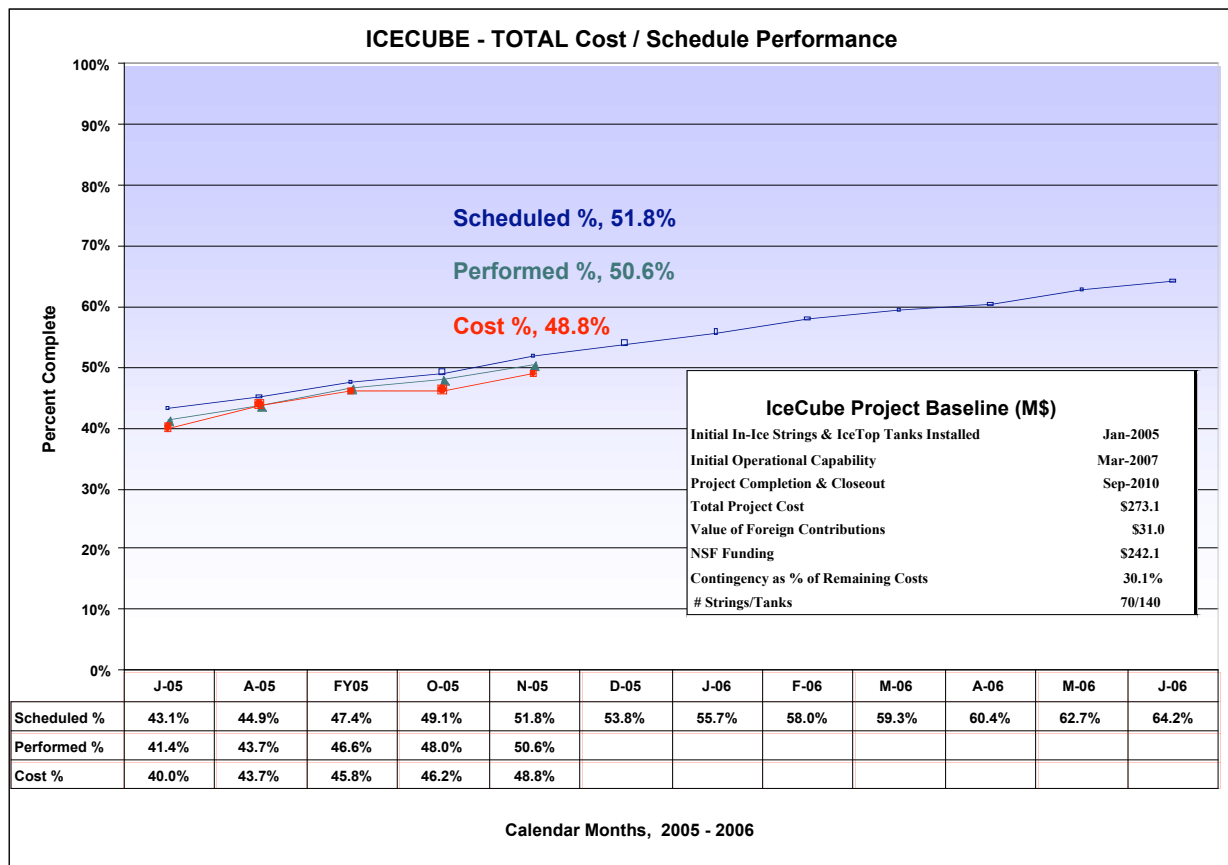 ICECUBE - TOTAL Cost / Schedule Performance
100%
90%
80%
70%
60%
50%
40%
30%
20%
10%
0%
Percent Complete
Scheduled %, 51.8%
Performed %, 50.6%
Cost %, 48.8%
IceCube Project Baseline (M$)
Initial In-Ice Strings & IceTop Tanks Installed Jan-2005
Initial Operational Capability Mar-2007
Project Completion & Closeout Sep-2010
Total Project Cost $273.1
Value of Foreign Contributions $31.0
NSF Funding $242.1
Contingency as % of Remaining Costs 30.1%
# Strings/Tanks 70/140
J-05 A-05 FY05 O-05 N-05 D-05 J-06 F-06 M-06 A-06 M-06 J-06
Scheduled % 43.1% 44.9% 47.4% 49.1% 51.8% 53.8% 55.7% 58.0% 59.3% 60.4% 62.7% 64.2%
Performed % 41.4% 43.7% 46.6% 48.0% 50.6%
Cost % 40.0% 43.7% 45.8% 46.2% 48.8%
Calendar Months, 2005 - 2006